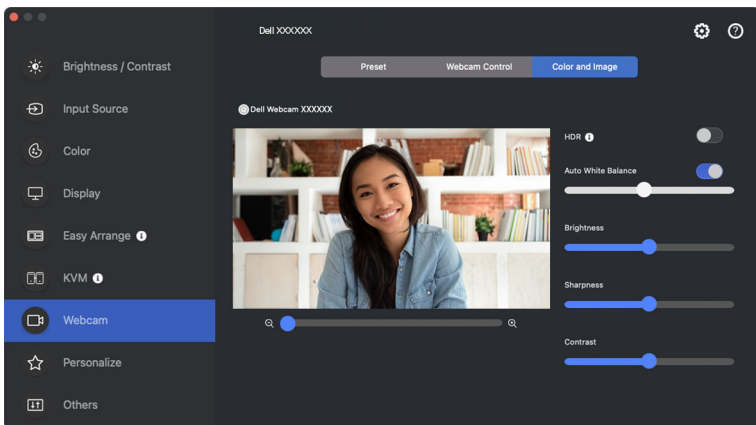 Dell XXXXXX
Brightness / Contrast
Input Source
Color
Display
Easy Arrange
KVM
Webcam
Personalize
Others
Preset
Webcam Control
Color and Image
Dell Webcam XXXXXX
HDR
Auto White Balance
Brightness
Sharpness
Contrast